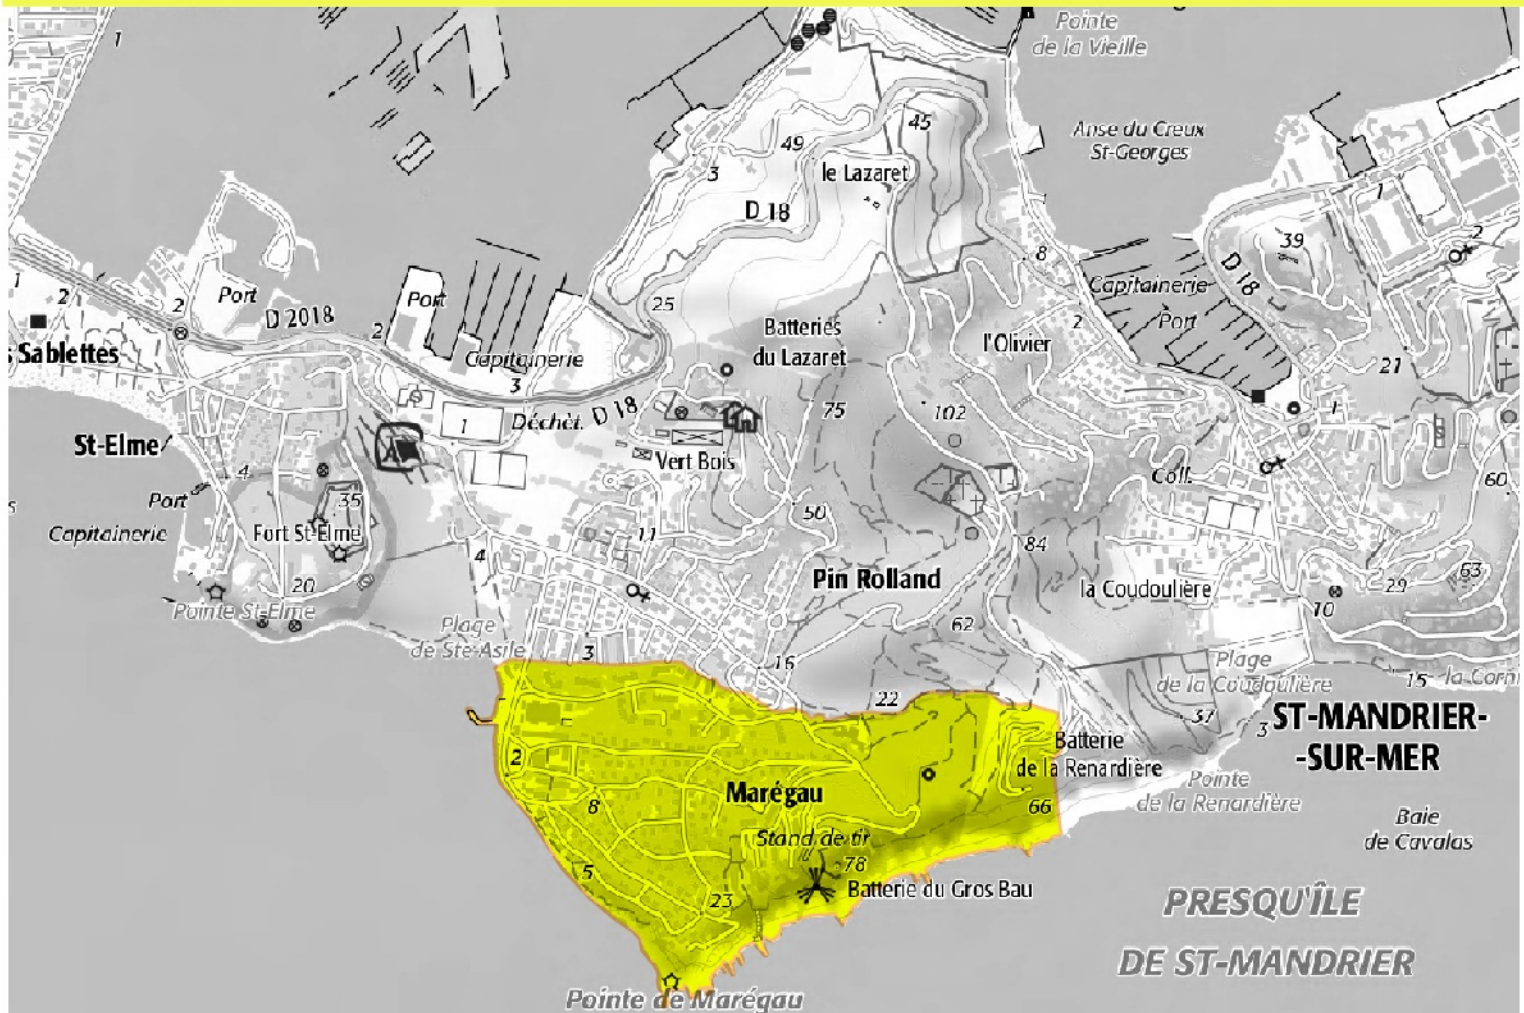 1
Pointe
de la Vieille
Anse du Creux
St-Georges
45
49
3
le Lazaret
D 18
8
39
D 18
1
2
1
2
2
Port
D 2018
2
Port
25
Capitainerie
Port
Batteries
du Lazaret
l'Olivier
2
Sablettes
Capitainerie
3
21
Déchèt.
D 18
1
75
102
1
St-Elme
4
Vert Bois
Coll.
60
Port
35
Capitainerie
Fort St-Elme
50
11
4
84
20
Pin Rolland
la Coudoulière
63
29
10
Pointe St-Elme
Plage
de Ste-Asile
62
3
16
Plage
de la Coudoulière
15
la Corni
22
37
3
ST-MANDRIER-
-SUR-MER
2
Batterie
de la Renardière
Pointe
de la Renardière
Marégau
8
66
Baie
de Cavalas
Stand de tir
78
5
Batterie du Gros Bau
23
PRESQU'ÎLE
DE ST-MANDRIER
Pointe de Marégau